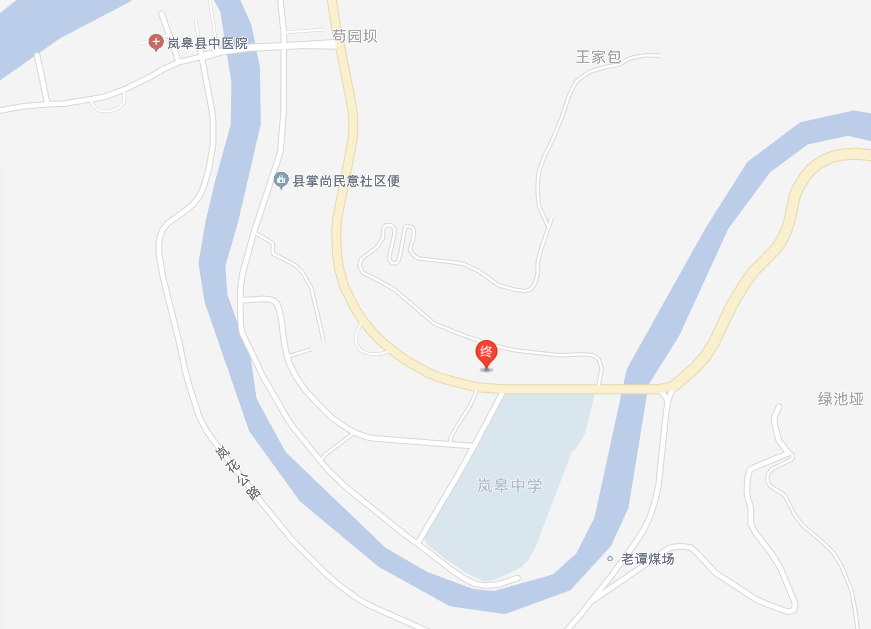 苟园坝
岚皋县中医院
王家包
县掌尚民意社区便
终
绿池垭
岚花公路
岚皋中学
老谭煤场